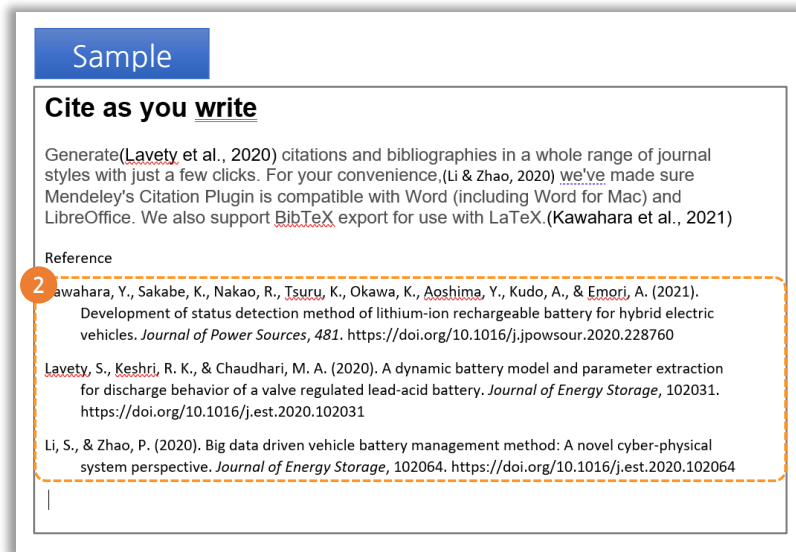 Sample
Cite as you write
Generate(Lavety et al., 2020) citations and bibliographies in a whole range of journal
styles with just a few clicks. For your convenience,(Li & Zhao, 2020) we've made sure
Mendeley's Citation Plugin is compatible with Word (including Word for Mac) and
LibreOffice. We also support BibTeX export for use with LaTeX.(Kawahara et al., 2021)
Reference
2
awahara, Y., Sakabe, K., Nakao, R., Tsuru, K., Okawa, K., Aoshima, Y., Kudo, A., & Emori, A. (2021).
Development of status detection method of lithium-ion rechargeable battery for hybrid electric
vehicles. Journal of Power Sources, 481. https://doi.org/10.1016/j.jpowsour.2020.228760
Lavety, S., Keshri, R. K., & Chaudhari, M. A. (2020). A dynamic battery model and parameter extraction
for discharge behavior of a valve regulated lead-acid battery. Journal of Energy Storage, 102031.
https://doi.org/10.1016/j.est.2020.102031
Li, S., & Zhao, P. (2020). Big data driven vehicle battery management method: A novel cyber-physical
system perspective. Journal of Energy Storage, 102064. https://doi.org/10.1016/j.est.2020.102064